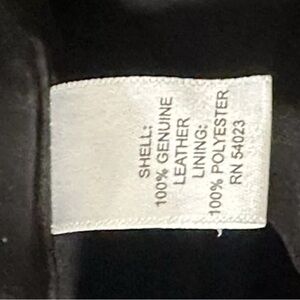 SHELL:
100% GENUINE
LEATHER
LINING:
100% POLYESTER
RN 54023